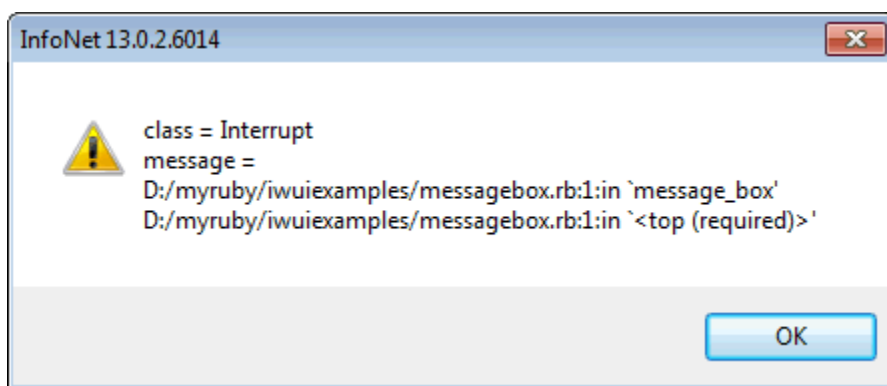 InfoNet 13.0.2.6014
class = Interrupt
message =
D:/myruby/iwuiexamples/messagebox.rb:1:in `message_box'
D:/myruby/iwuiexamples/messagebox.rb:1:in `<top (required)>'
OK